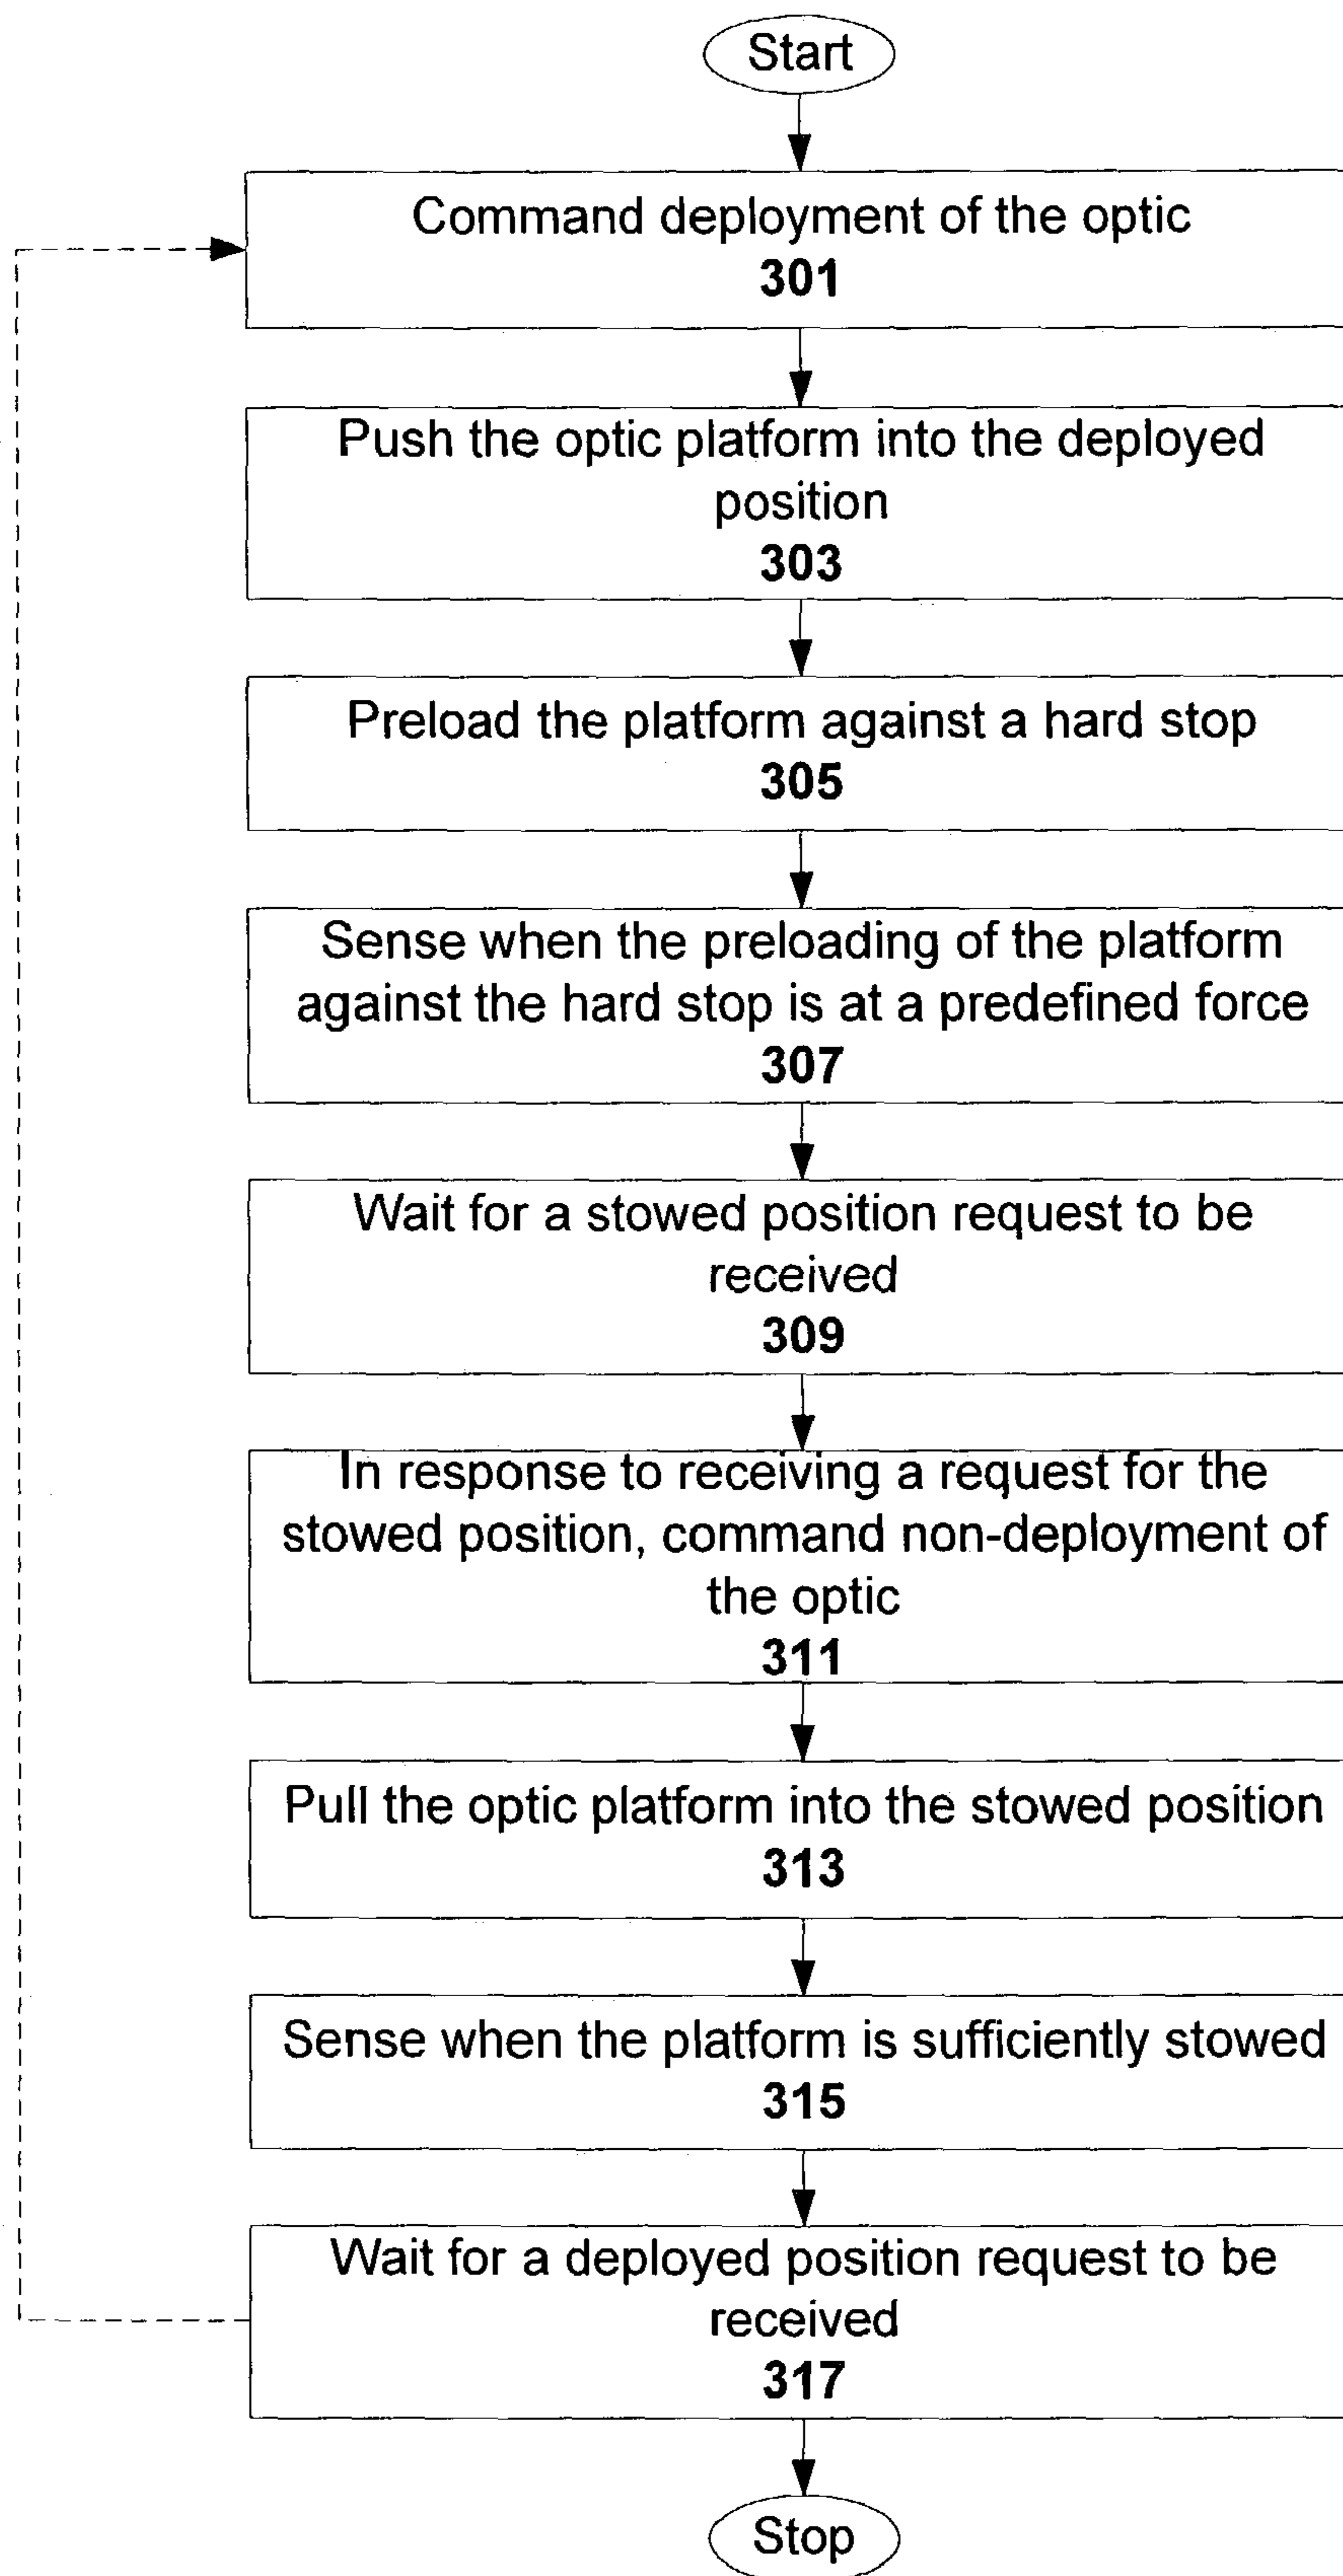 Start
Command deployment of the optic
301
Push the optic platform into the deployed
position
303
Preload the platform against a hard stop
305
Sense when the preloading of the platform
against the hard stop is at a predefined force
307
Wait for a stowed position request to be
received
309
In response to receiving a request for the
stowed position, command non-deployment of
the optic
311
Pull the optic platform into the stowed position
313
Sense when the platform is sufficiently stowed
315
Wait for a deployed position request to be
received
317
Stop